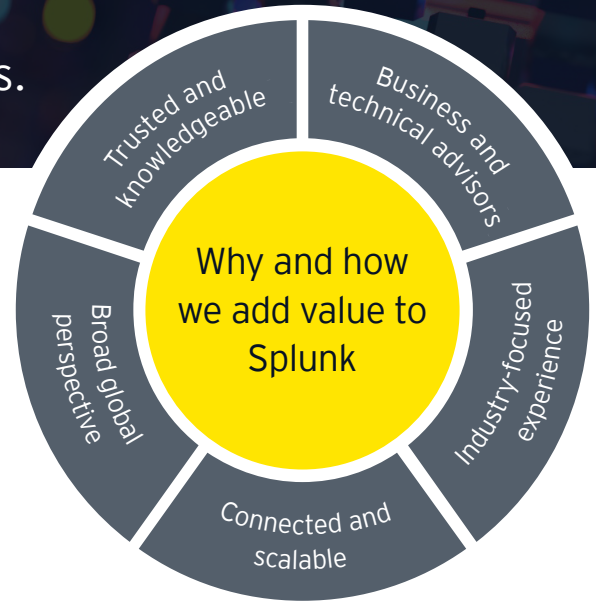 s.
Trusted and
knowledgeable
Business and
technical advisors
Why and how
we add value to
Splunk
Broad global
perspective
Industry-focused
experience
Connected and
scalable